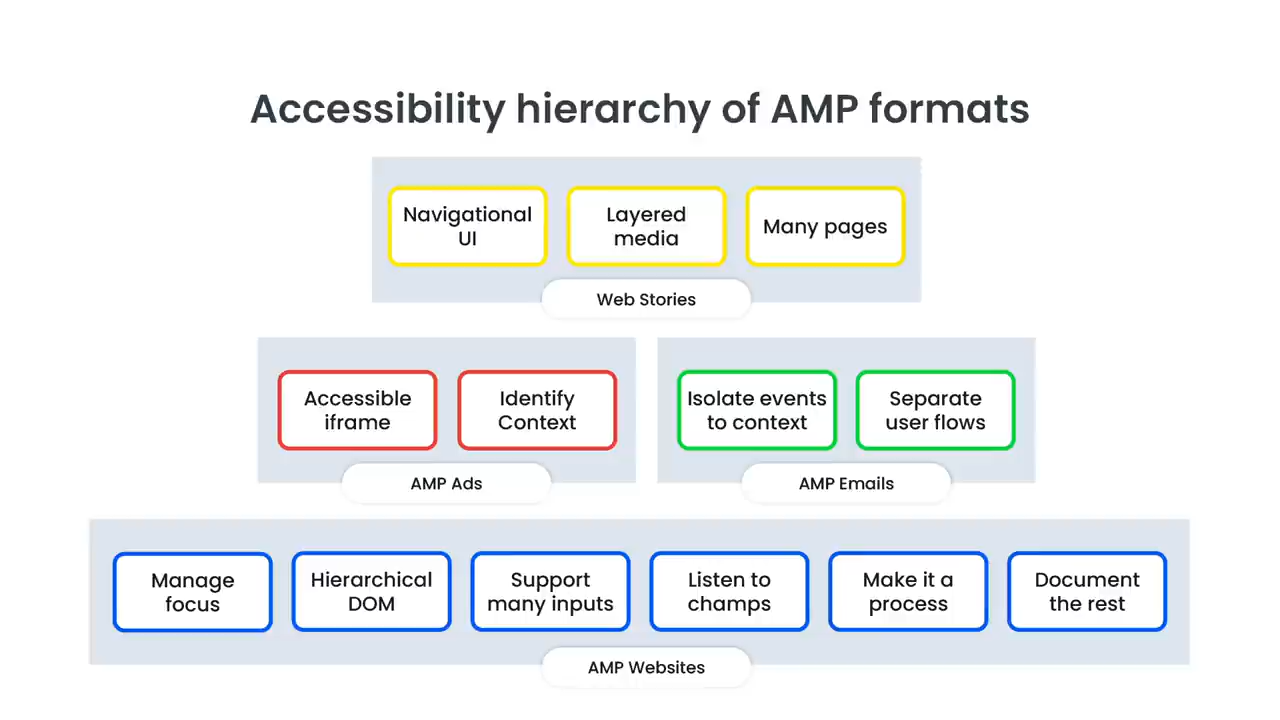 Accessibility hierarchy of AMP formats
Navigational
UI
Layered
media
Many pages
Web Stories
Accessible
iframe
Identify
Context
AMP Ads
Isolate events
to context
Separate
user flows
AMP Emails
Manage
focus
Hierarchical
DOM
Support
many inputs
Listen to
champs
Make it a
process
Document
the rest
AMP Websites